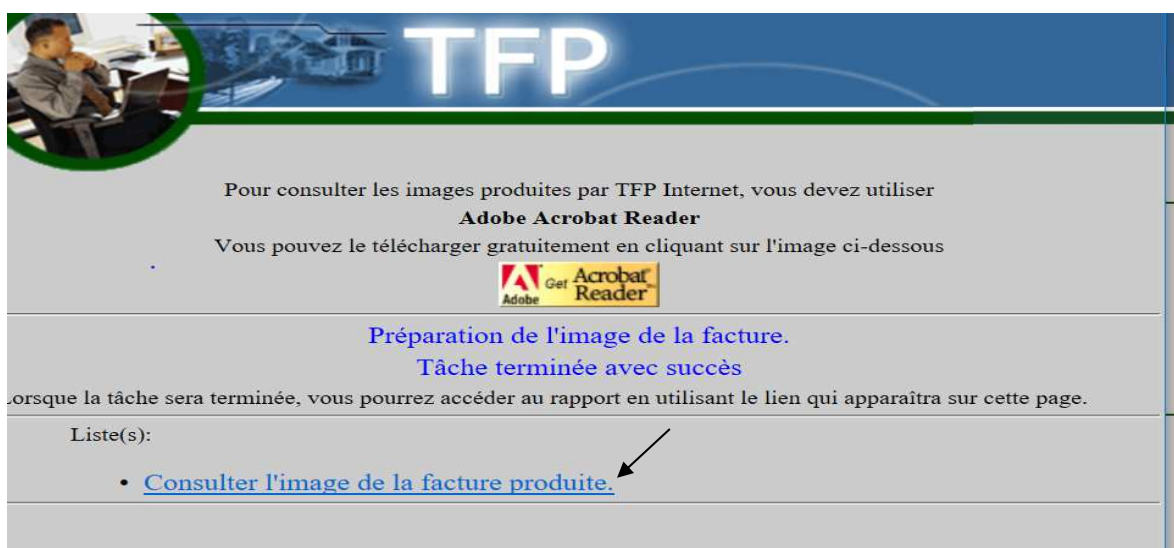 TFP
Pour consulter les images produites par TFP Internet, vous devez utiliser
Adobe Acrobat Reader
Vous pouvez le télécharger gratuitement en cliquant sur l'image ci-dessous
Adobe Get Acrobat Reader
Préparation de l'image de la facture.
Tâche terminée avec succès
orsque la tâche sera terminée, vous pourrez accéder au rapport en utilisant le lien qui apparaîtra sur cette page.
Liste(s):
• Consulter l'image de la facture produite.